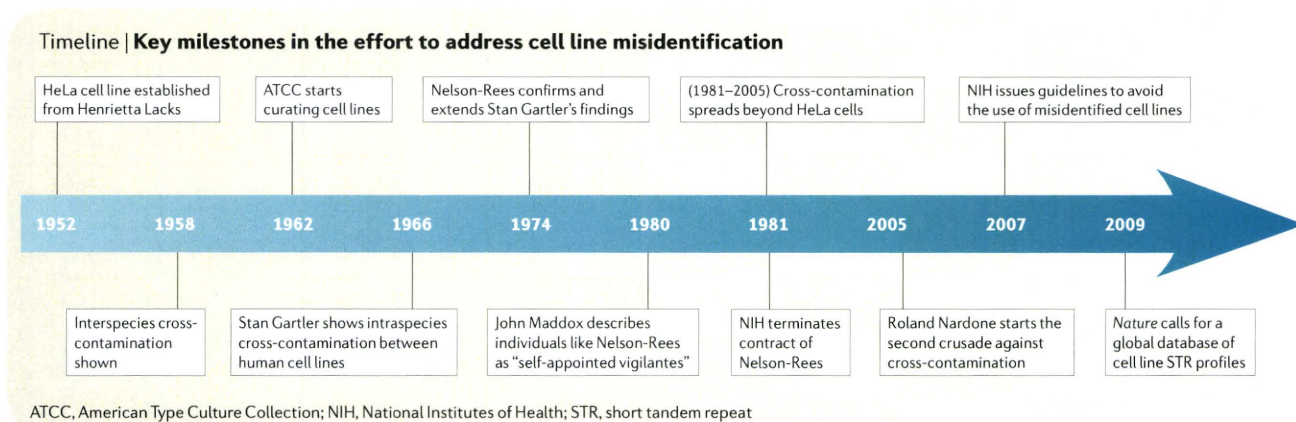 Timeline | Key milestones in the effort to address cell line misidentification
HeLa cell line established
from Henrietta Lacks
ATCC starts
curating cell lines
Nelson-Rees confirms and
extends Stan Gartler's findings
(1981–2005) Cross-contamination
spreads beyond HeLa cells
NIH issues guidelines to avoid
the use of misidentified cell lines
1952 1958 1962 1966 1974 1980 1981 2005 2007 2009
Interspecies cross-
contamination
shown
Stan Gartler shows intraspecies
cross-contamination between
human cell lines
John Maddox describes
individuals like Nelson-Rees
as “self-appointed vigilantes”
NIH terminates
contract of
Nelson-Rees
Roland Nardone starts the
second crusade against
cross-contamination
Nature calls for a
global database of
cell line STR profiles
ATCC, American Type Culture Collection; NIH, National Institutes of Health; STR, short tandem repeat